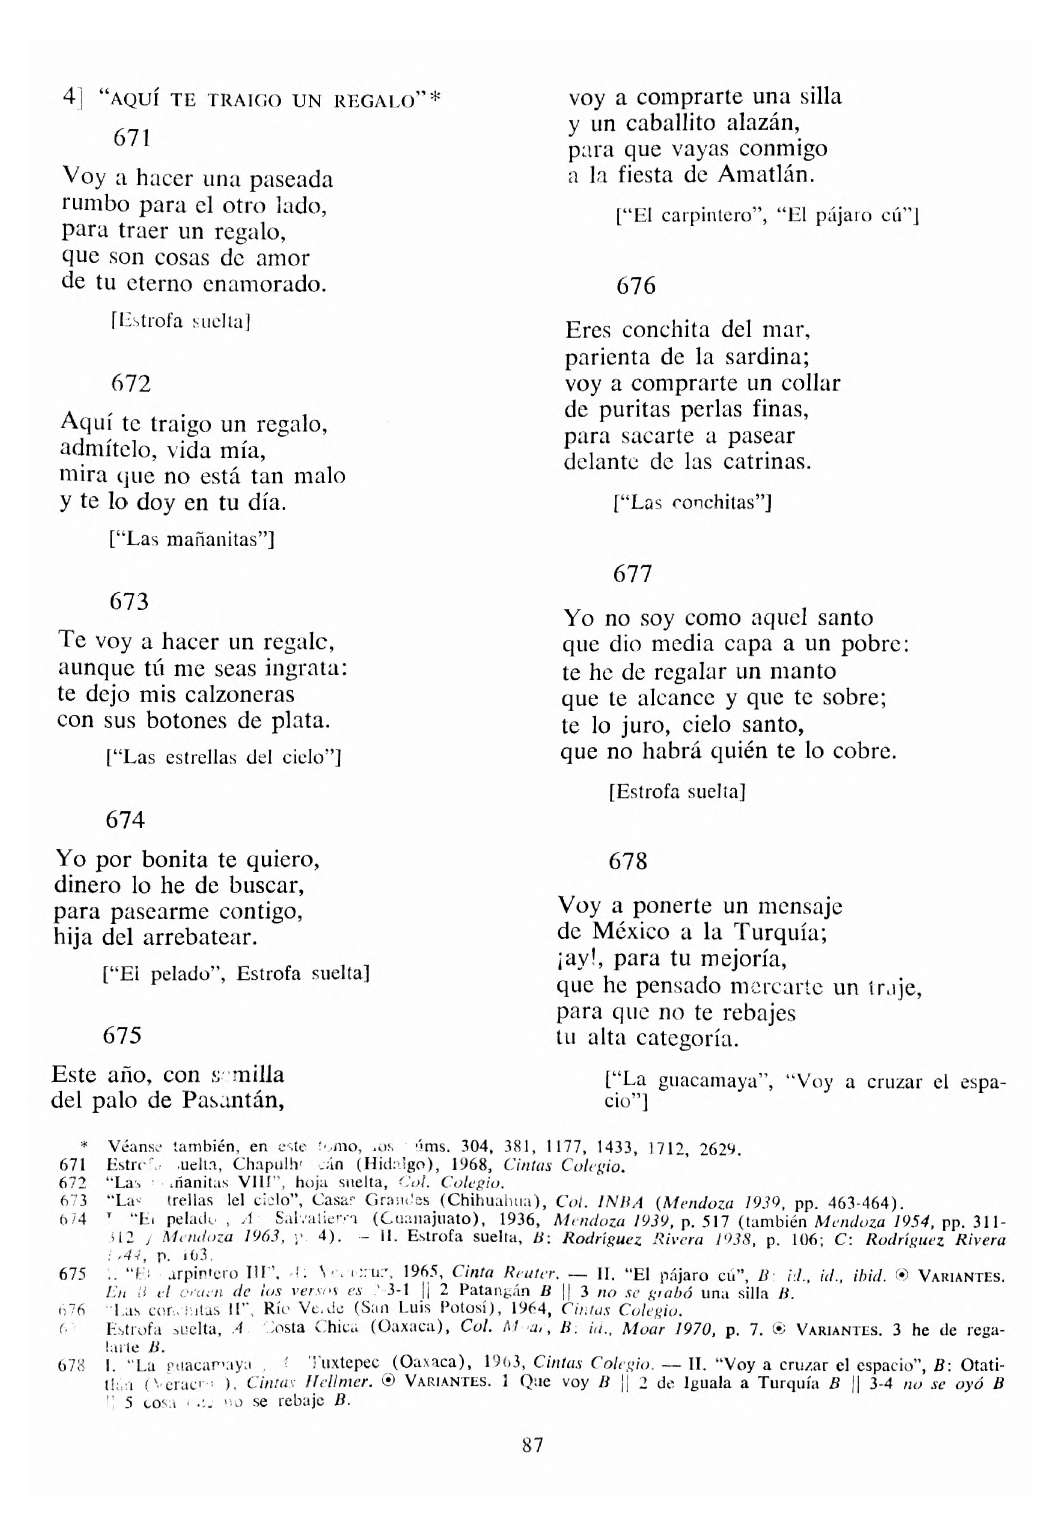 4] “AQUÍ TE TRAIGO UN REGALO”*
671
Voy a hacer una paseada
rumbo para el otro lado,
para traer un regalo,
que son cosas de amor
de tu eterno enamorado.
[Estrofa suelta]
672
Aquí te traigo un regalo,
admítelo, vida mía,
mira que no está tan malo
y te lo doy en tu día.
[“Las mañanitas”]
673
Te voy a hacer un regalc,
aunque tú me seas ingrata:
te dejo mis calzoneras
con sus botones de plata.
[“Las estrellas del cielo”]
674
Yo por bonita te quiero,
dinero lo he de buscar,
para pasearme contigo,
hija del arrebatear.
[“El pelado”, Estrofa suelta]
675
Este año, con semilla
del palo de Pasantán,
voy a comprarte una silla
y un caballito alazán,
para que vayas conmigo
a la fiesta de Amatlán.
[“El carpintero”, “El pájaro cú”]
676
Eres conchita del mar,
parienta de la sardina;
voy a comprarte un collar
de puritas perlas finas,
para sacarte a pasear
delante de las catrinas.
[“Las conchitas”]
677
Yo no soy como aquel santo
que dio media capa a un pobre:
te he de regalar un manto
que te alcance y que te sobre;
te lo juro, cielo santo,
que no habrá quién te lo cobre.
[Estrofa suelta]
678
Voy a ponerte un mensaje
de México a la Turquía;
¡ay!, para tu mejoría,
que he pensado mercarte un traje,
para que no te rebajes
tu alta categoría.
[“La guacamaya”, “Voy a cruzar el espa-
cio”]
* Véanse también, en este tomo, los núms. 304, 381, 1177, 1433, 1712, 2629.
671 Estrofa suelta, (Hidalgo), 1968, Cintas Colegio.
672 “Las mañanitas VIII”, hoja suelta, Col. Colegio.
673 “Las estrellas del cielo”, Casas Grandes (Chihuahua), Col. INBA (Mendoza 1939, pp. 463-464).
674 “El pelado”, A Salvatierra (Guanajuato), 1936, Mendoza 1939, p. 517 (también Mendoza 1954, pp. 311-
312 y Mendoza 1963, 4). — II. Estrofa suelta, B: Rodríguez Rivera 1938, p. 106; C: Rodríguez Rivera
p. 163.
675 “El carpintero III”, 1965, Cinta Reuter. — II. “El pájaro cú”, B: id., id., ibid. ⊙ VARIANTES.
En B el orden de los versos es 3-1 || 2 Patangán B || 3 no se grabó una silla B.
676 “Las conchitas II”, Río Verde (San Luis Potosí), 1964, Cintas Colegio.
Estrofa suelta, A Costa Chica (Oaxaca), Col. B: id., Moar 1970, p. 7. ⊙ VARIANTES. 3 he de rega-
larte B.
678 I. “La guacamaya”, Tuxtepec (Oaxaca), 1963, Cintas Colegio. — II. “Voy a cruzar el espacio”, B: Otati-
tlán (Veracruz), Cintas Hellmer. ⊙ VARIANTES. 1 Que voy B || 2 de Iguala a Turquía B || 3-4 no se oyó B
|| 5 cosa no se rebaje B.
87